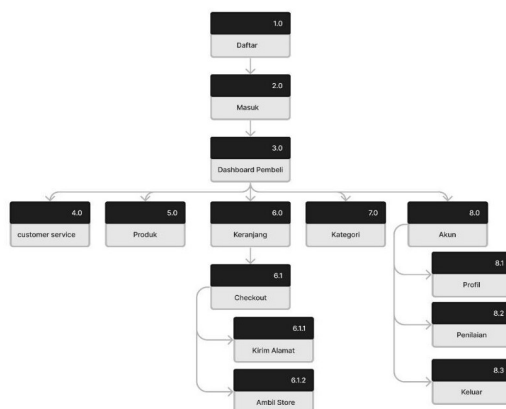 1.0
Daftar
2.0
Masuk
3.0
Dashboard Pembeli
4.0
customer service
5.0
Produk
6.0
Keranjang
7.0
Kategori
8.0
Akun
6.1
Checkout
6.1.1
Kirim Alamat
6.1.2
Ambil Store
8.1
Profil
8.2
Penilaian
8.3
Keluar